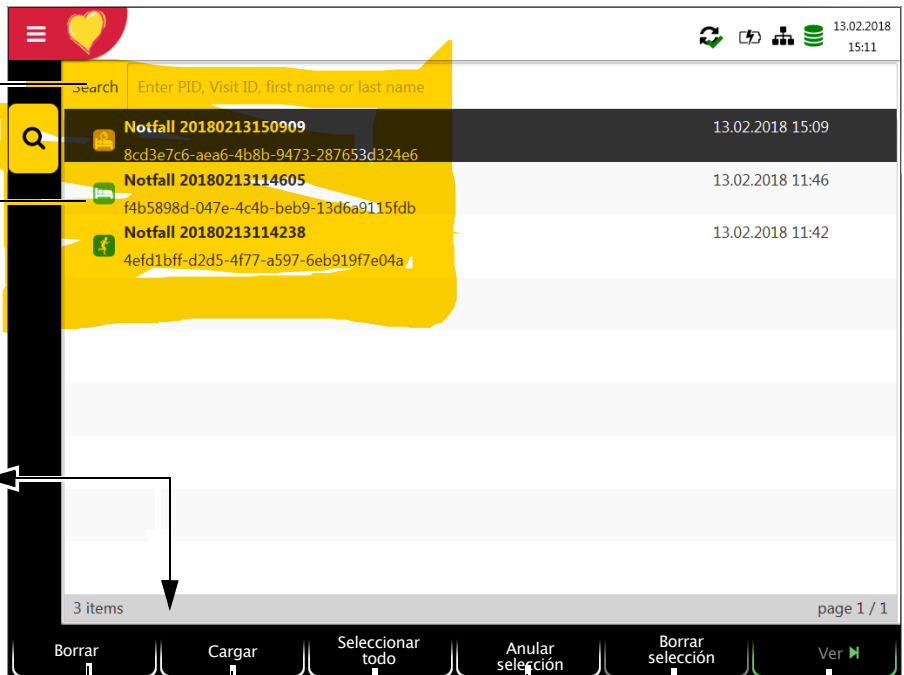 13.02.2018
15:11
Search Enter PID, Visit ID, first name or last name
Notfall 20180213150909 13.02.2018 15:09
8cd3e7c6-aea6-4b8b-9473-287653d324e6
Notfall 20180213114605 13.02.2018 11:46
f4b5898d-047e-4c4b-beb9-13d6a9115fdb
Notfall 20180213114238 13.02.2018 11:42
4efd1bff-d2d5-4f77-a597-6eb919f7e04a
3 items page 1 / 1
Borrar
Cargar
Seleccionar
todo
Anular
selección
Borrar
selección
Ver